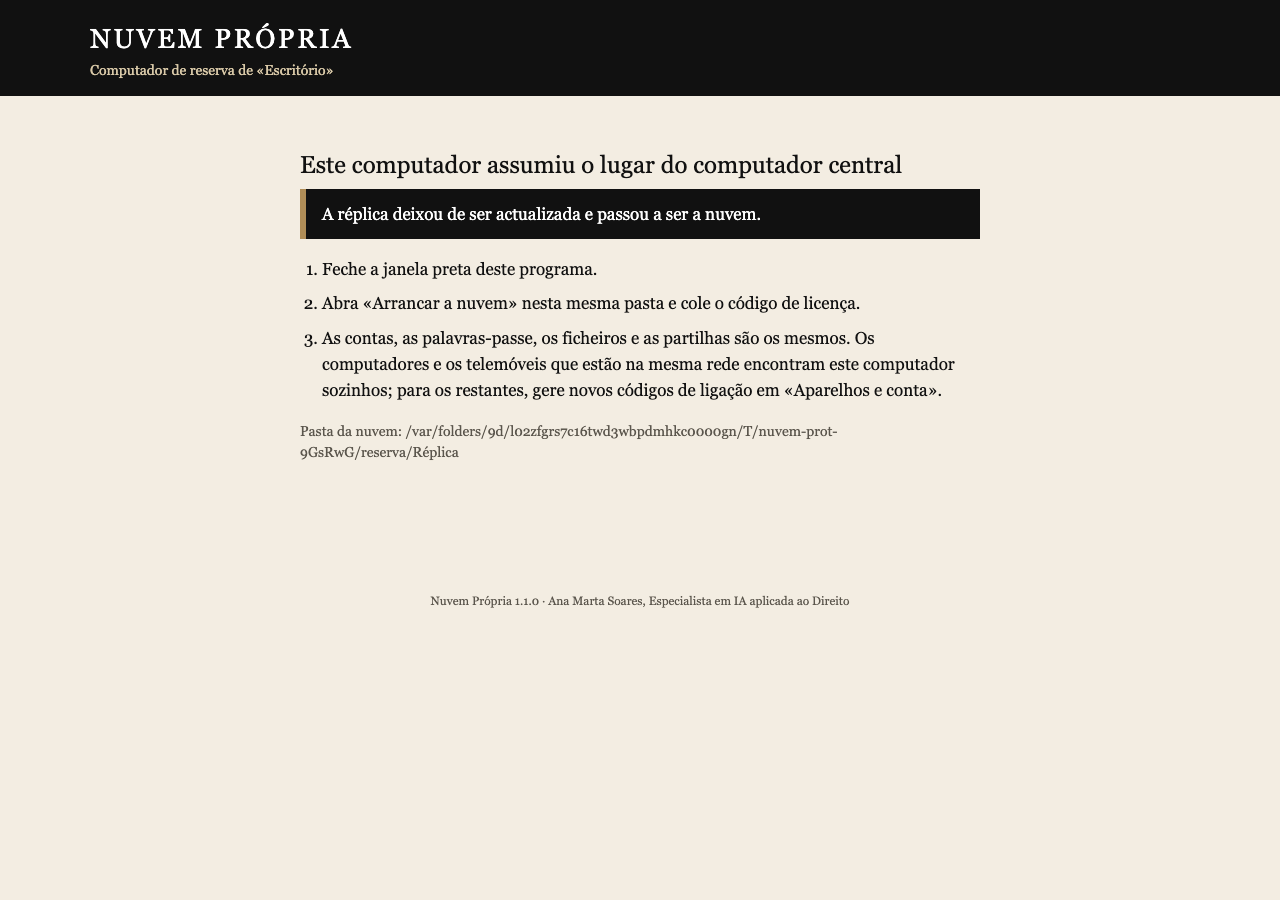 NUVEM PRÓPRIA
Computador de reserva de «Escritório»
Este computador assumiu o lugar do computador central
A réplica deixou de ser actualizada e passou a ser a nuvem.
1. Feche a janela preta deste programa.
2. Abra «Arrancar a nuvem» nesta mesma pasta e cole o código de licença.
3. As contas, as palavras-passe, os ficheiros e as partilhas são os mesmos. Os
computadores e os telemóveis que estão na mesma rede encontram este computador
sozinhos; para os restantes, gere novos códigos de ligação em «Aparelhos e conta».
Pasta da nuvem: /var/folders/9d/l02zfgrs7c16twd3wbpdmhkc0000gn/T/nuvem-prot-
9GsRwG/reserva/Réplica
Nuvem Própria 1.1.0 · Ana Marta Soares, Especialista em IA aplicada ao Direito